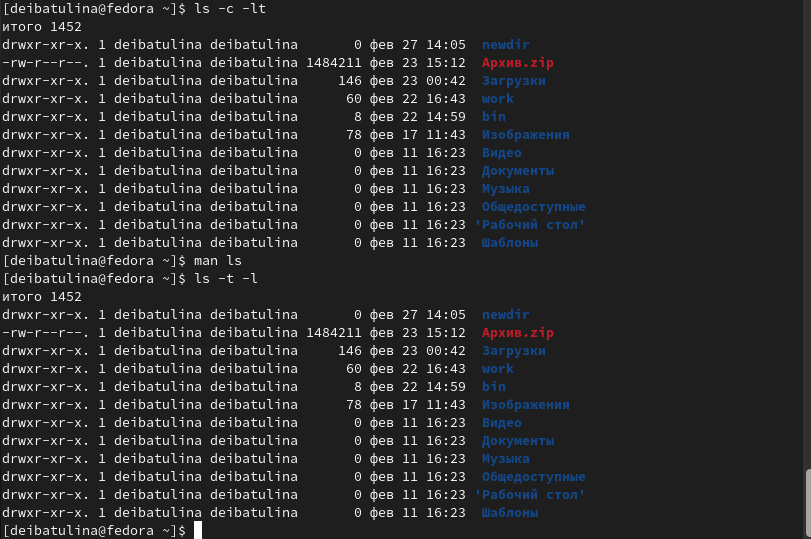 [deibatulina@fedora ~]$ ls -c -lt
итого 1452
drwxr-xr-x. 1 deibatulina deibatulina       0 фев 27 14:05  newdir
-rw-r--r--. 1 deibatulina deibatulina 1484211 фев 23 15:12  Архив.zip
drwxr-xr-x. 1 deibatulina deibatulina     146 фев 23 00:42  Загрузки
drwxr-xr-x. 1 deibatulina deibatulina      60 фев 22 16:43  work
drwxr-xr-x. 1 deibatulina deibatulina       8 фев 22 14:59  bin
drwxr-xr-x. 1 deibatulina deibatulina      78 фев 17 11:43  Изображения
drwxr-xr-x. 1 deibatulina deibatulina       0 фев 11 16:23  Видео
drwxr-xr-x. 1 deibatulina deibatulina       0 фев 11 16:23  Документы
drwxr-xr-x. 1 deibatulina deibatulina       0 фев 11 16:23  Музыка
drwxr-xr-x. 1 deibatulina deibatulina       0 фев 11 16:23  Общедоступные
drwxr-xr-x. 1 deibatulina deibatulina       0 фев 11 16:23 'Рабочий стол'
drwxr-xr-x. 1 deibatulina deibatulina       0 фев 11 16:23  Шаблоны
[deibatulina@fedora ~]$ man ls
[deibatulina@fedora ~]$ ls -t -l
итого 1452
drwxr-xr-x. 1 deibatulina deibatulina       0 фев 27 14:05  newdir
-rw-r--r--. 1 deibatulina deibatulina 1484211 фев 23 15:12  Архив.zip
drwxr-xr-x. 1 deibatulina deibatulina     146 фев 23 00:42  Загрузки
drwxr-xr-x. 1 deibatulina deibatulina      60 фев 22 16:43  work
drwxr-xr-x. 1 deibatulina deibatulina       8 фев 22 14:59  bin
drwxr-xr-x. 1 deibatulina deibatulina      78 фев 17 11:43  Изображения
drwxr-xr-x. 1 deibatulina deibatulina       0 фев 11 16:23  Видео
drwxr-xr-x. 1 deibatulina deibatulina       0 фев 11 16:23  Документы
drwxr-xr-x. 1 deibatulina deibatulina       0 фев 11 16:23  Музыка
drwxr-xr-x. 1 deibatulina deibatulina       0 фев 11 16:23  Общедоступные
drwxr-xr-x. 1 deibatulina deibatulina       0 фев 11 16:23 'Рабочий стол'
drwxr-xr-x. 1 deibatulina deibatulina       0 фев 11 16:23  Шаблоны
[deibatulina@fedora ~]$